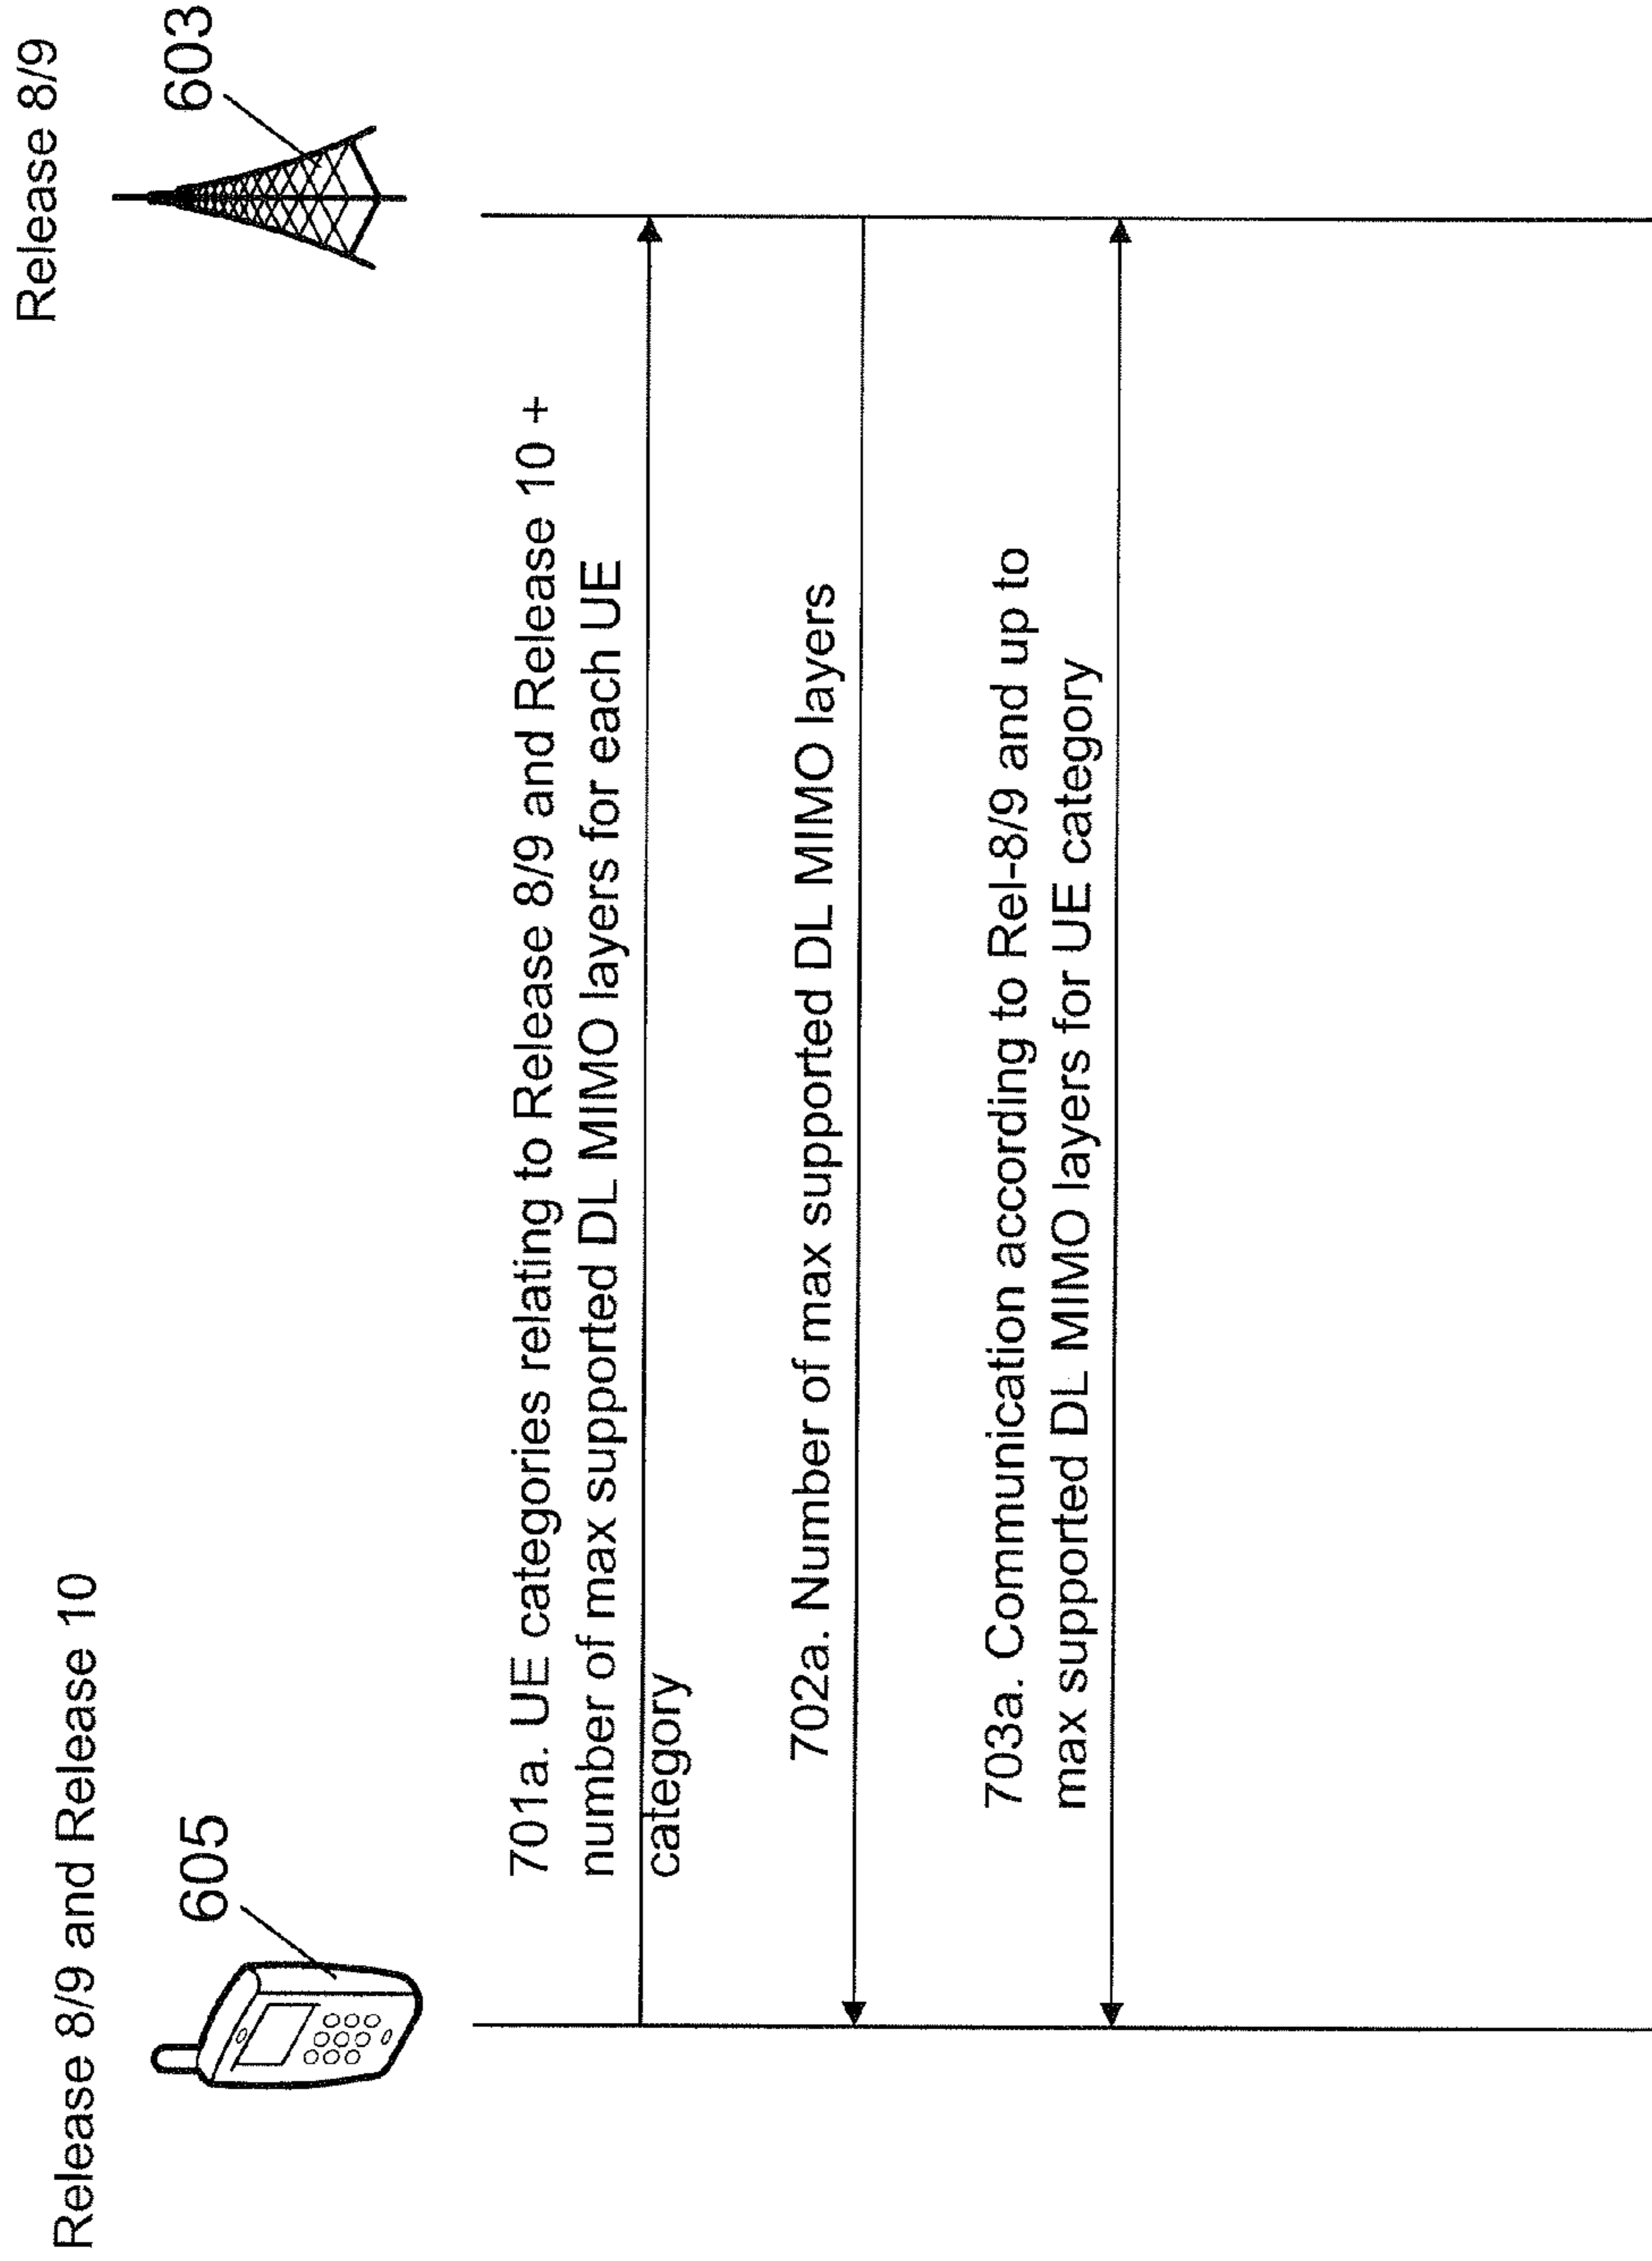 Release 8/9 and Release 10
Release 8/9
605
603
701a. UE categories relating to Release 8/9 and Release 10 +
number of max supported DL MIMO layers for each UE
category
702a. Number of max supported DL MIMO layers
703a. Communication according to Rel-8/9 and up to
max supported DL MIMO layers for UE category